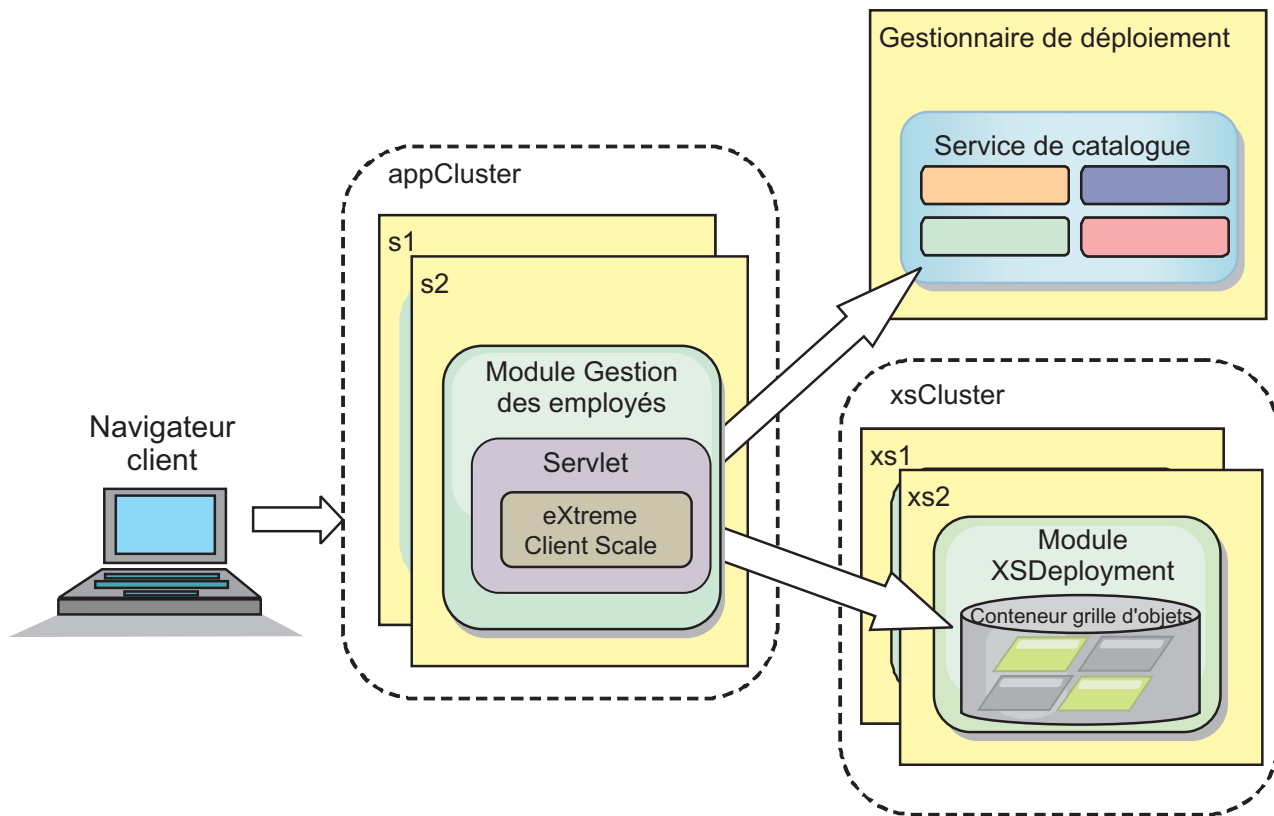 Navigateur
client
appCluster
s1
s2
Module Gestion
des employés
Servlet
eXtreme
Client Scale
Gestionnaire de déploiement
Service de catalogue
xsCluster
xs1
xs2
Module
XSDeployment
Conteneur grille d'objets